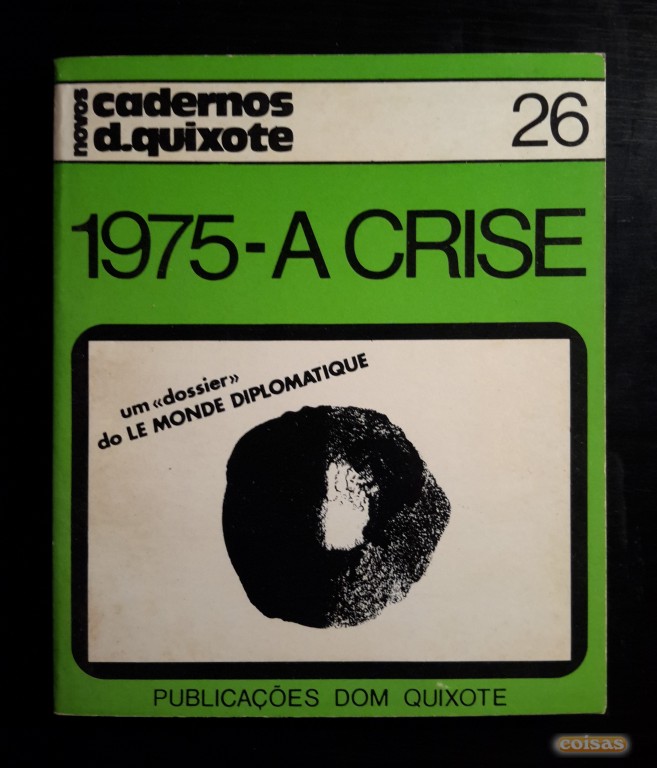 novos
cadernos
d.quixote
26
1975-A CRISE
um «dossier»
do LE MONDE DIPLOMATIQUE
PUBLICAÇÕES DOM QUIXOTE
coisas